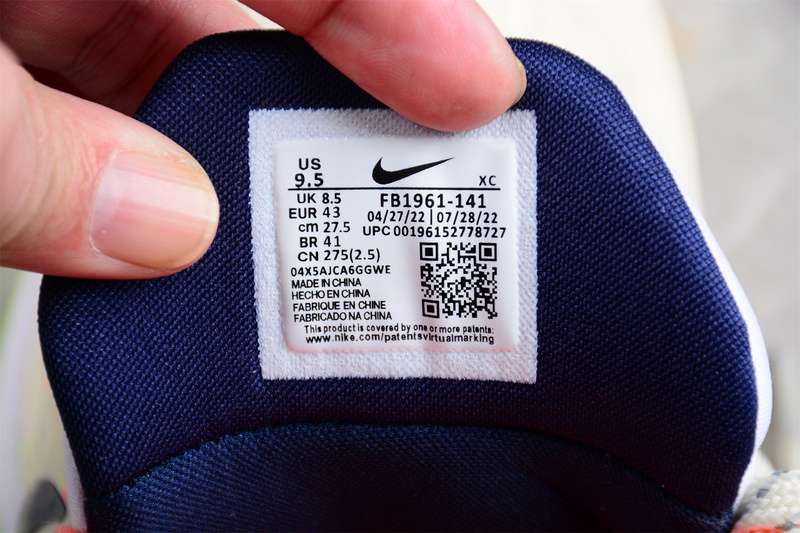 US
9.5
XC
UK 8.5
FB1961-141
EUR 43
04/27/22 | 07/28/22
cm 27.5
UPC 00196152778727
BR 41
CN 275(2.5)
04X5AJCA6GGWE
MADE IN CHINA
HECHO EN CHINA
FABRIQUE EN CHINE
FABRICADO NA CHINA
This product is covered by one or more patents:
www.nike.com/patentsvirtualmarking